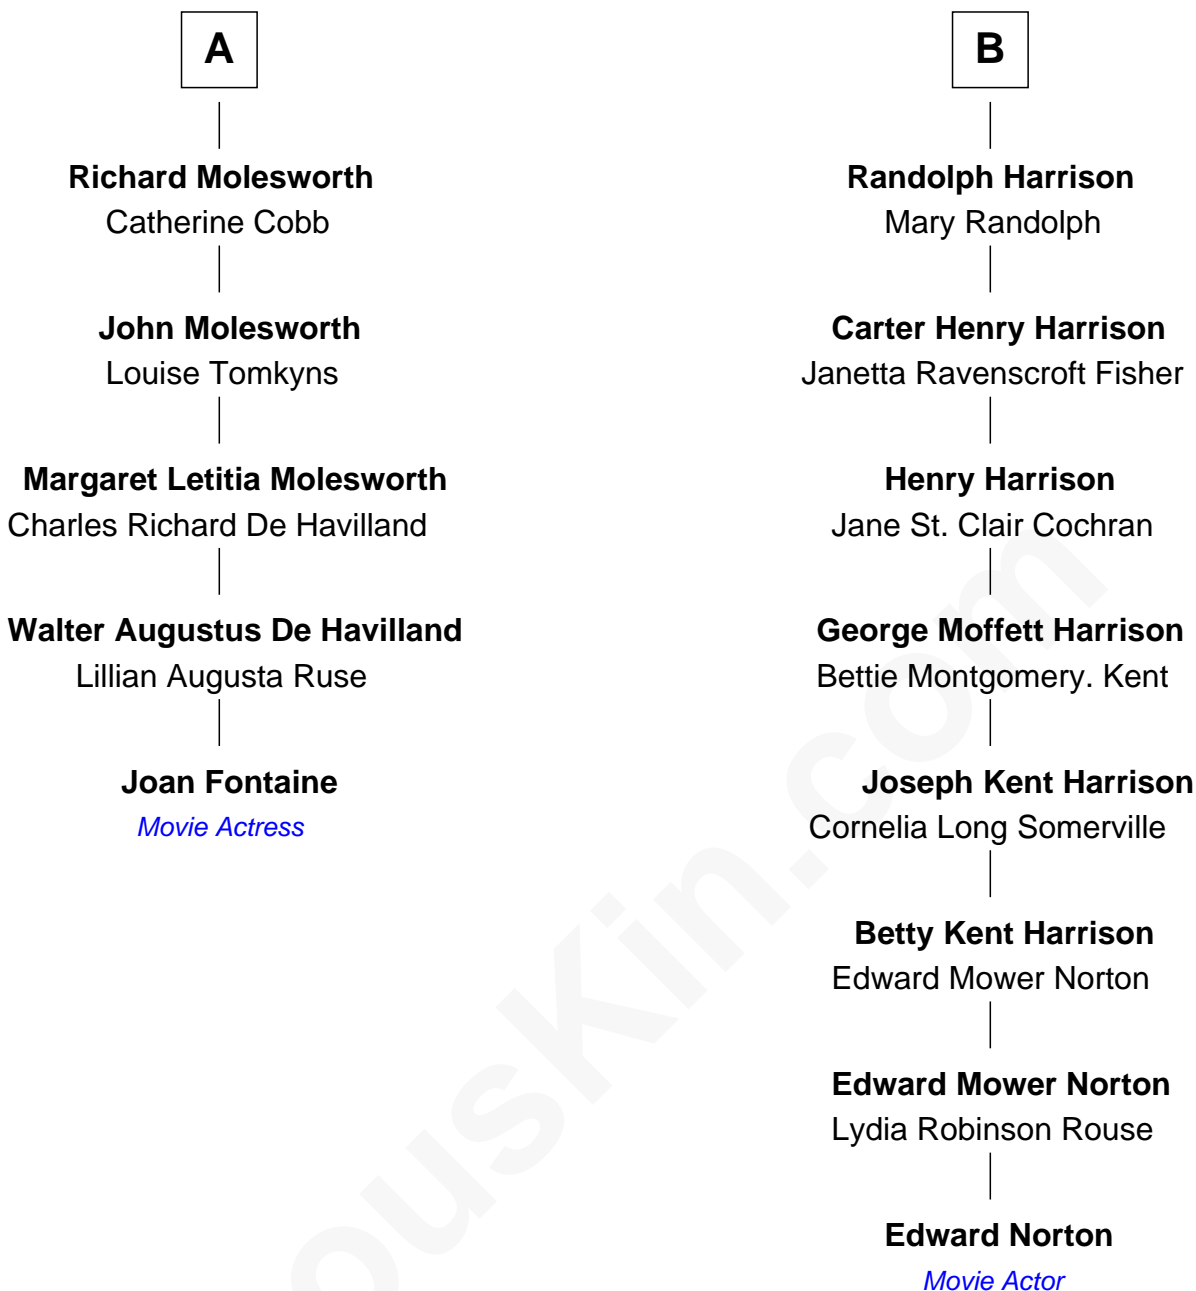 A
Richard Molesworth
Catherine Cobb
John Molesworth
Louise Tomkyns
Margaret Letitia Molesworth
Charles Richard De Havilland
Walter Augustus De Havilland
Lillian Augusta Ruse
Joan Fontaine
Movie Actress
B
Randolph Harrison
Mary Randolph
Carter Henry Harrison
Janetta Ravenscroft Fisher
Henry Harrison
Jane St. Clair Cochran
George Moffett Harrison
Bettie Montgomery. Kent
Joseph Kent Harrison
Cornelia Long Somerville
Betty Kent Harrison
Edward Mower Norton
Edward Mower Norton
Lydia Robinson Rouse
Edward Norton
Movie Actor
ousKin.com